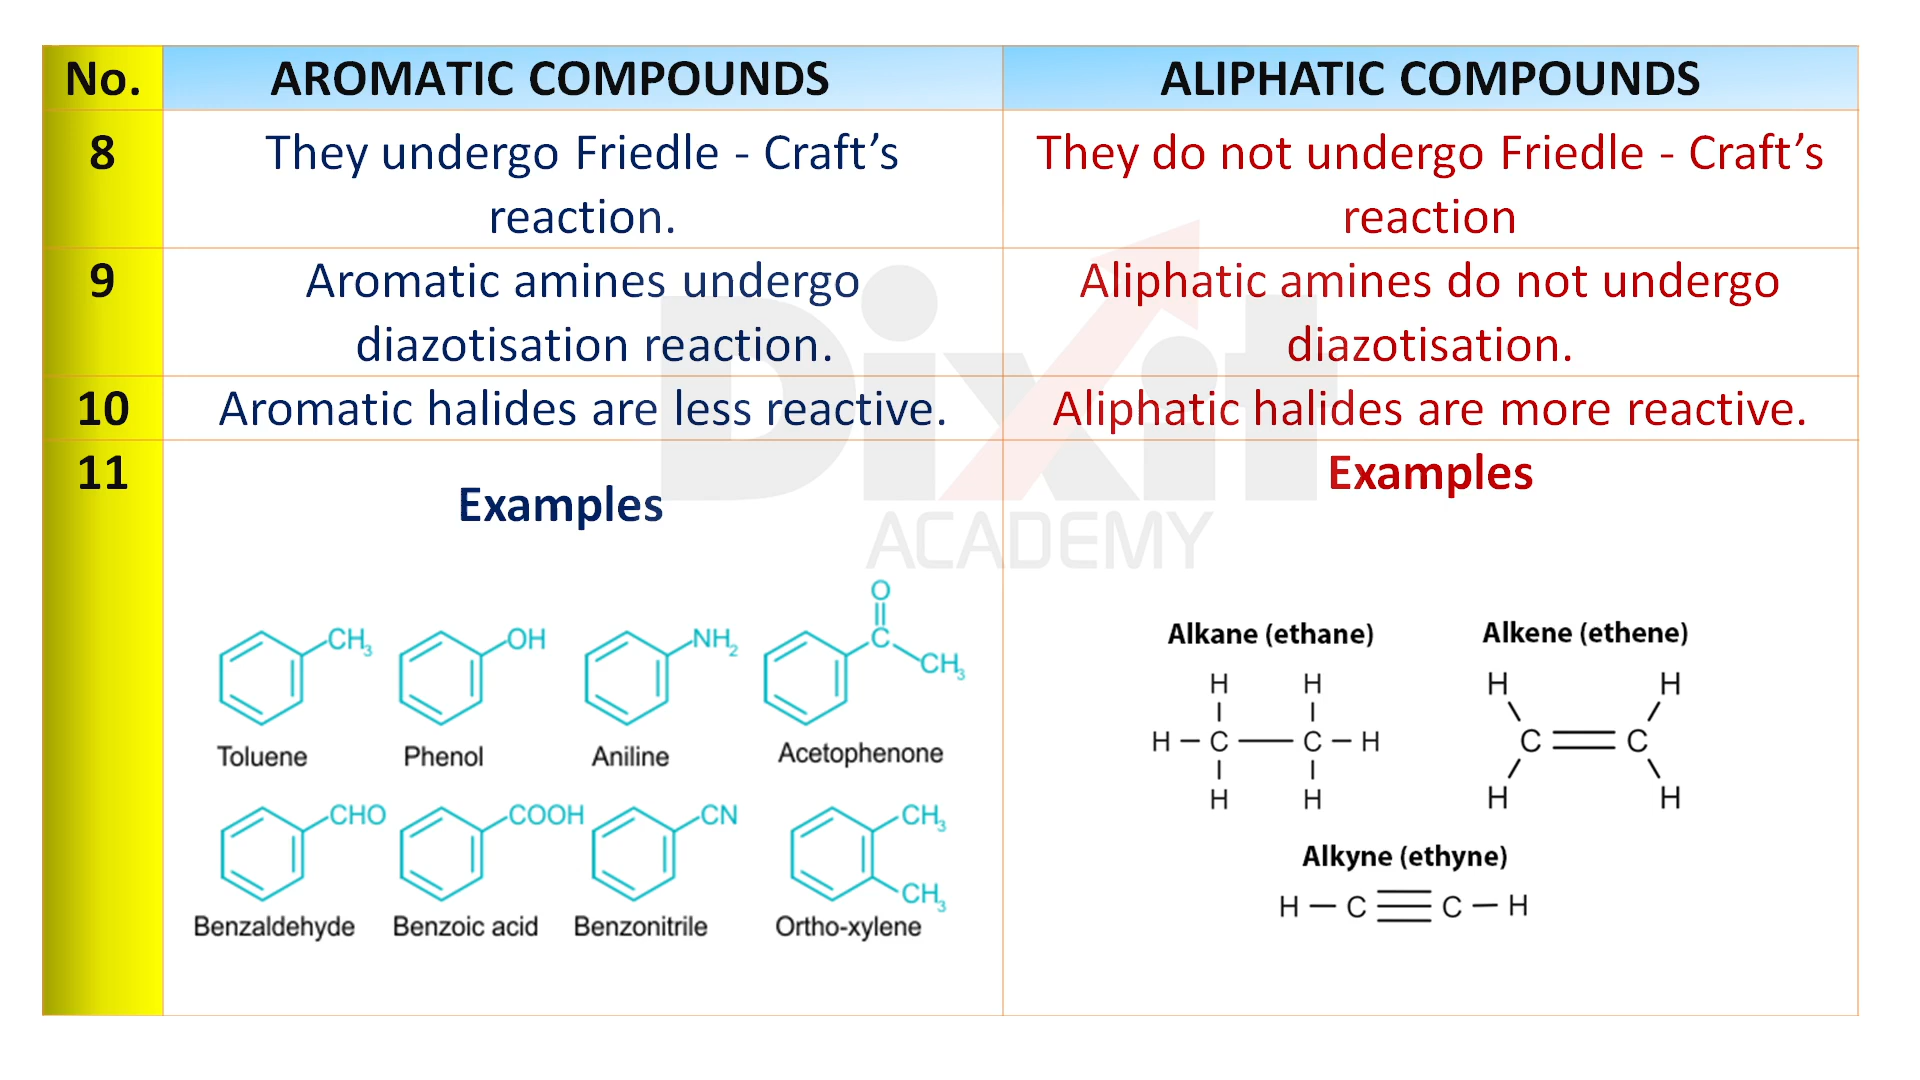 No. AROMATIC COMPOUNDS ALIPHATIC COMPOUNDS
8 They undergo Friedle - Craft’s
reaction.
They do not undergo Friedle - Craft’s
reaction
9 Aromatic amines undergo
diazotisation reaction.
Aliphatic amines do not undergo
diazotisation.
10 Aromatic halides are less reactive. Aliphatic halides are more reactive.
11
Examples
CH₃
OH
NH₂
O
C
CH₃
Toluene Phenol Aniline Acetophenone
CHO
COOH
CN
CH₃
CH₃
Benzaldehyde Benzoic acid Benzonitrile Ortho-xylene
Examples
Alkane (ethane)
H H
H C C H
H H
Alkene (ethene)
H H
C C
H H
Alkyne (ethyne)
H C C H
Dixit
ACADEMY